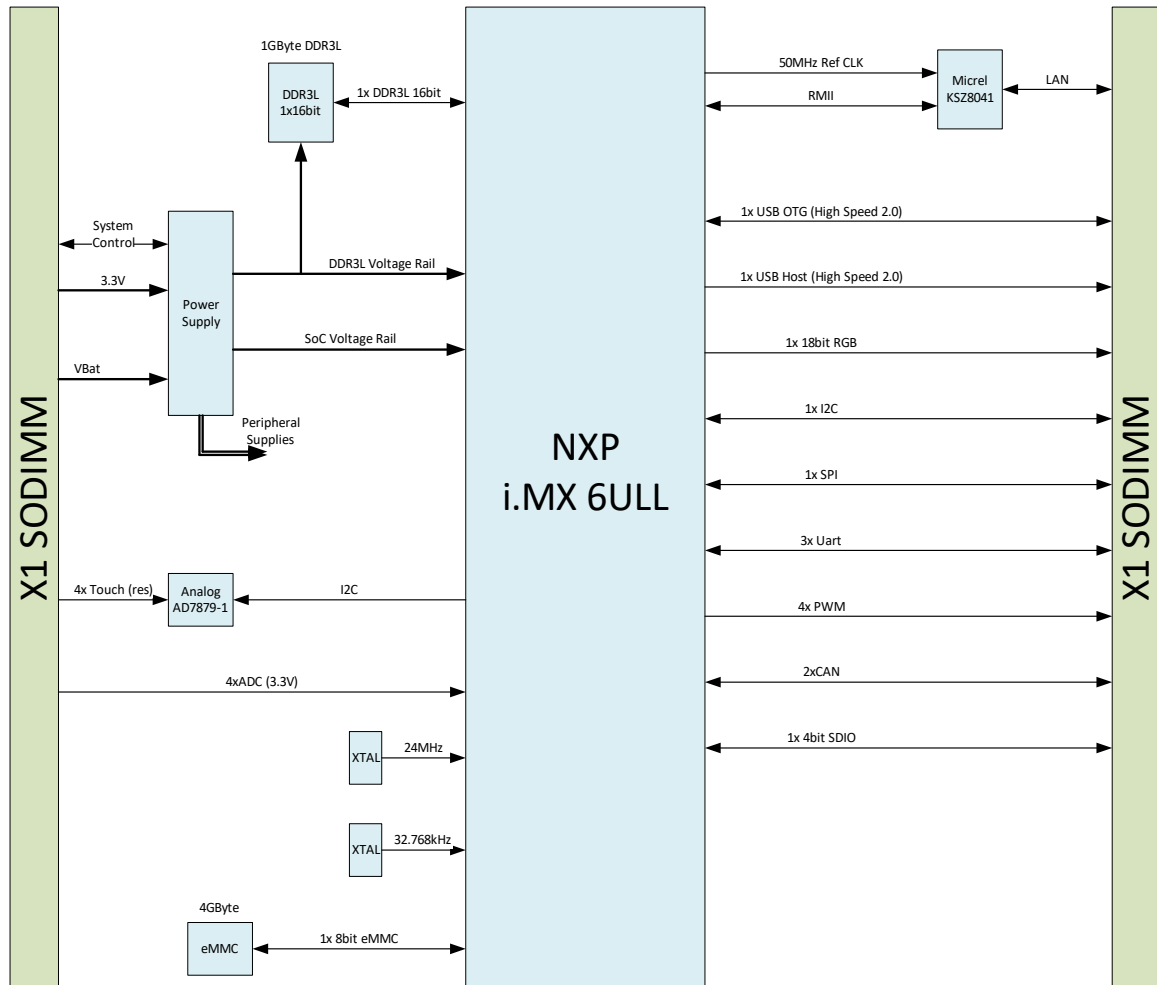 X1 SODIMM
1GByte DDR3L
DDR3L
1x16bit
1x DDR3L 16bit
System
Control
3.3V
VBat
Power
Supply
DDR3L Voltage Rail
SoC Voltage Rail
Peripheral
Supplies
4x Touch (res)
Analog
AD7879-1
I2C
4xADC (3.3V)
XTAL
24MHz
XTAL
32.768kHz
4GByte
eMMC
1x 8bit eMMC
NXP
i.MX 6ULL
50MHz Ref CLK
RMII
Micrel
KSZ8041
LAN
1x USB OTG (High Speed 2.0)
1x USB Host (High Speed 2.0)
1x 18bit RGB
1x I2C
1x SPI
3x Uart
4x PWM
2xCAN
1x 4bit SDIO
X1 SODIMM